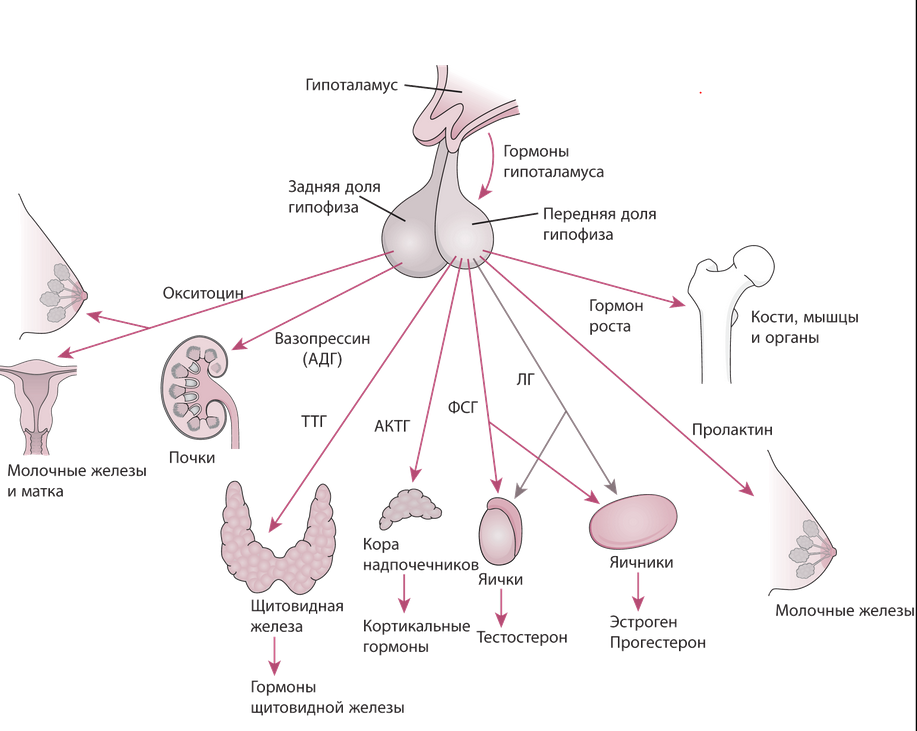 Гипоталамус
Гормоны
гипоталамуса
Задняя доля
гипофиза
Передняя доля
гипофиза
Окситоцин
Гормон
роста
Кости, мышцы
и органы
Вазопрессин
(АДГ)
ЛГ
ФСГ
ТТГ
АКТГ
Пролактин
Почки
Молочные железы
и матка
Кора
надпочечников
Яички
Яичники
Щитовидная
железа
Молочные железы
Кортикальные
гормоны
Тестостерон
Эстроген
Прогестерон
Гормоны
щитовидной железы